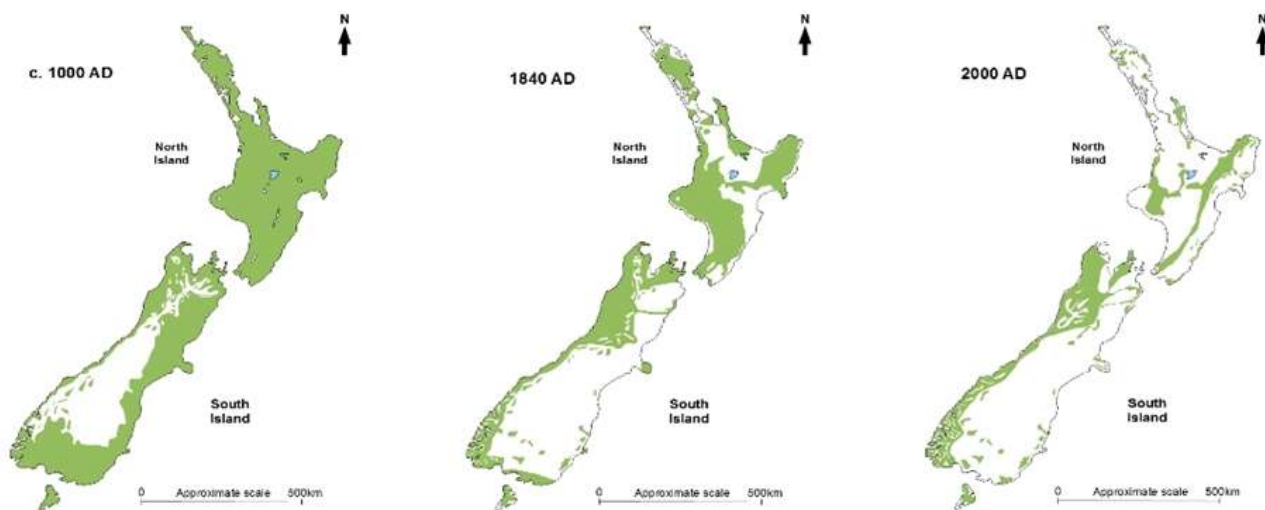 c. 1000 AD
N
North
Island
South
Island
0 Approximate scale 500km
1840 AD
N
North
Island
South
Island
0 Approximate scale 500km
2000 AD
N
North
Island
South
Island
0 Approximate scale 500km